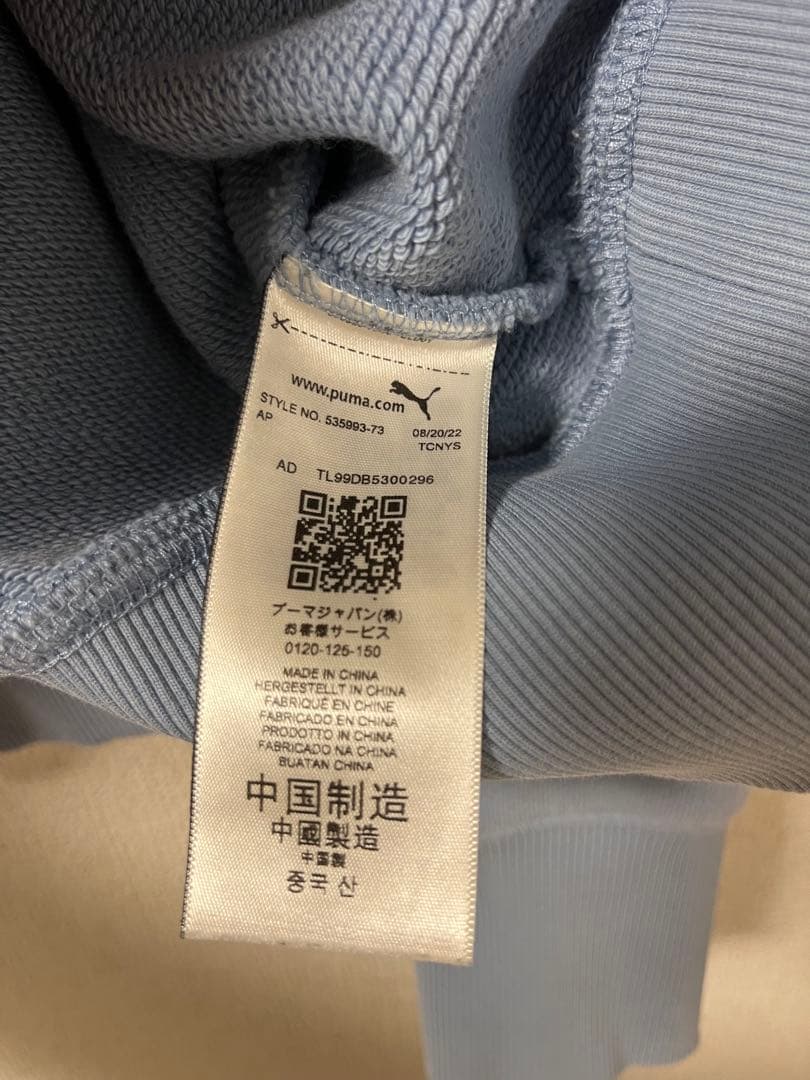 www.puma.com
STYLE NO. 535993-73
AP
08/20/22
TCNYS
AD TL99DB5300296
プーマジャパン(株)
お客様サービス
0120-125-150
MADE IN CHINA
HERGESTELLT IN CHINA
FABRIQUÉ EN CHINE
FABRICADO EN CHINA
PRODOTTO IN CHINA
FABRICADO NA CHINA
BUATAN CHINA
中国制造
中國製造
中国製
중국 산